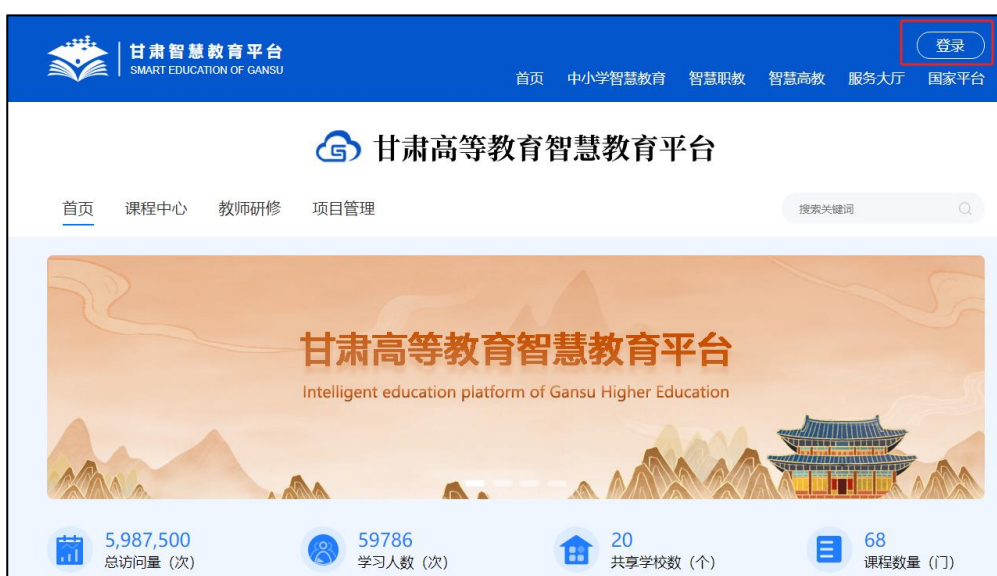 甘肃智慧教育平台
SMART EDUCATION OF GANSU
登录
首页 中小学智慧教育 智慧职教 智慧高教 服务大厅 国家平台
甘肃高等教育智慧教育平台
首页 课程中心 教师研修 项目管理 搜索关键词
甘肃高等教育智慧教育平台
Intelligent education platform of Gansu Higher Education
5,987,500 59786 20 68
总访问量（次） 学习人数（次） 共享学校数（个） 课程数量（门）